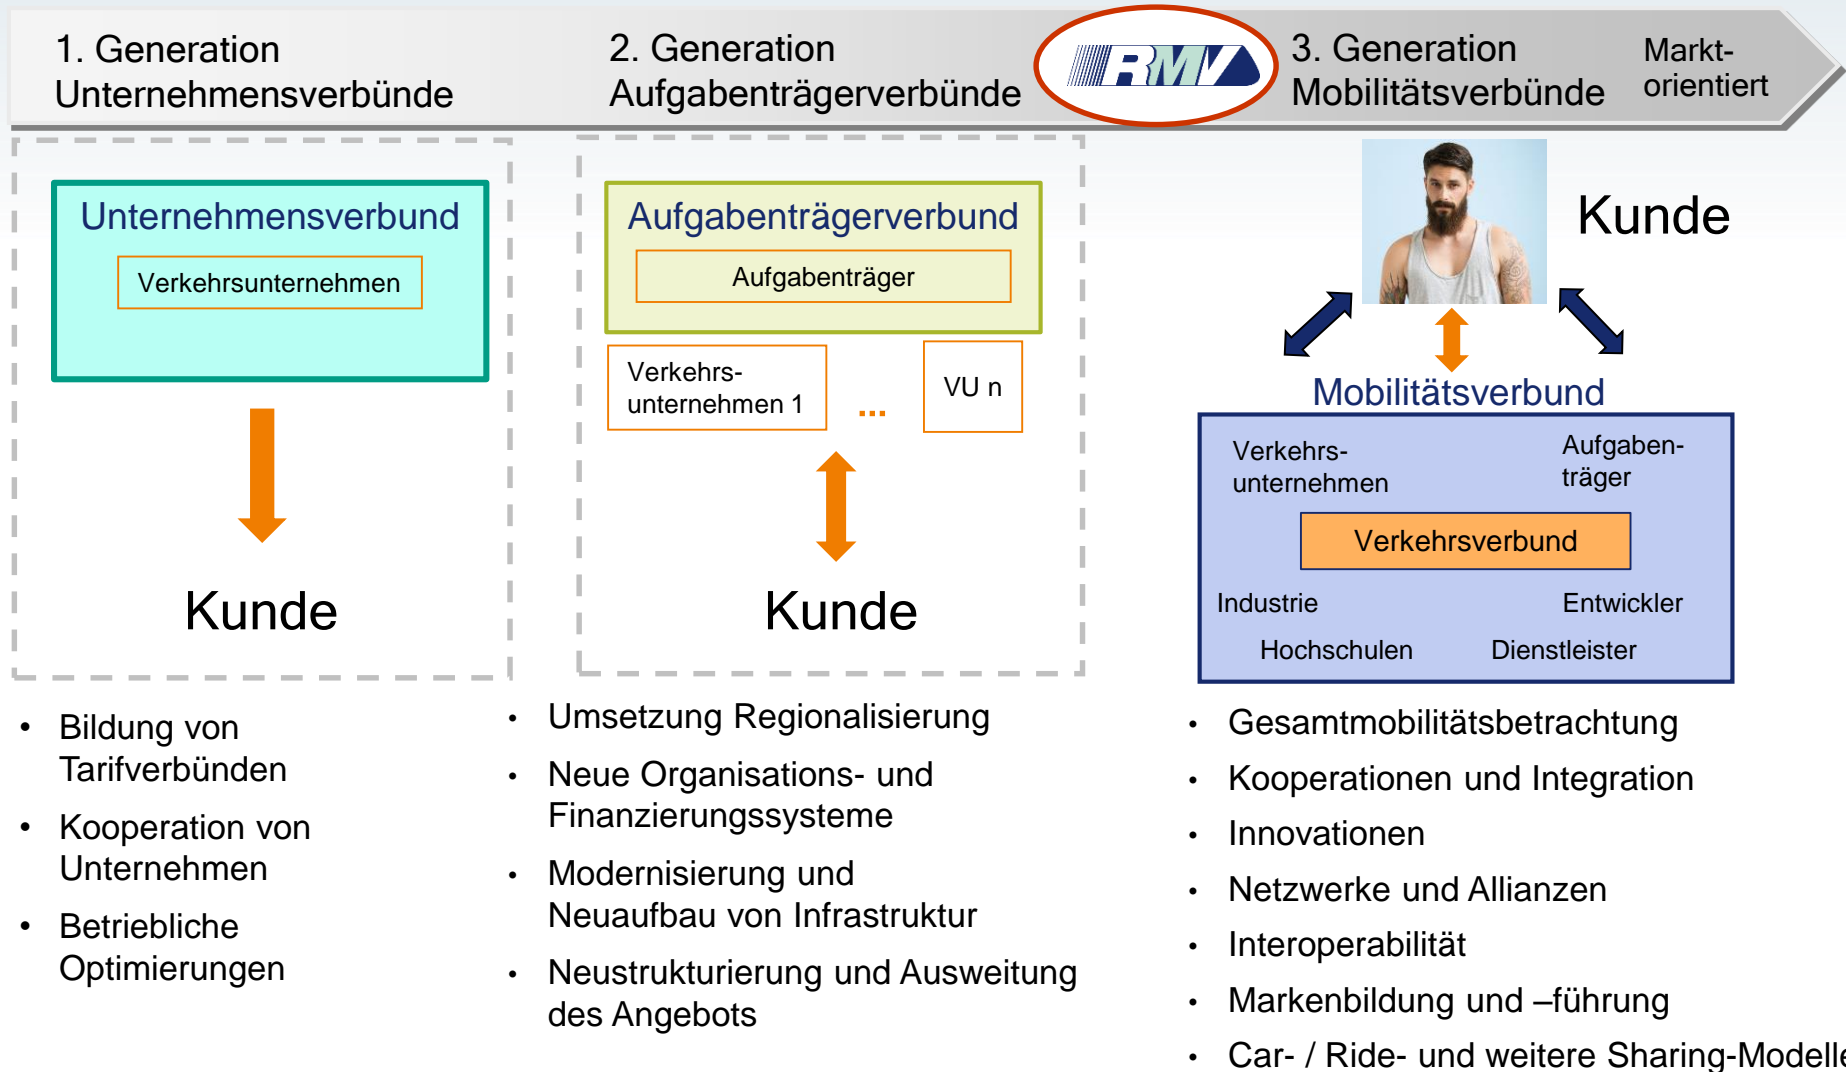 1. Generation
Unternehmensverbünde
2. Generation
Aufgabenträgerverbünde
RMV
3. Generation
Mobilitätsverbünde
Markt-
orientiert
Unternehmensverbund
Verkehrsunternehmen
Kunde
• Bildung von
Tarifverbünden
• Kooperation von
Unternehmen
• Betriebliche
Optimierungen
Aufgabenträgerverbund
Aufgabenträger
Verkehrs-
unternehmen 1
...
VU n
Kunde
• Umsetzung Regionalisierung
• Neue Organisations- und
Finanzierungssysteme
• Modernisierung und
Neuaufbau von Infrastruktur
• Neustrukturierung und Ausweitung
des Angebots
Kunde
Mobilitätsverbund
Verkehrs-
unternehmen
Aufgaben-
träger
Verkehrsverbund
Industrie
Entwickler
Hochschulen
Dienstleister
• Gesamtmobilitätsbetrachtung
• Kooperationen und Integration
• Innovationen
• Netzwerke und Allianzen
• Interoperabilität
• Markenbildung und –führung
• Car- / Ride- und weitere Sharing-Modelle